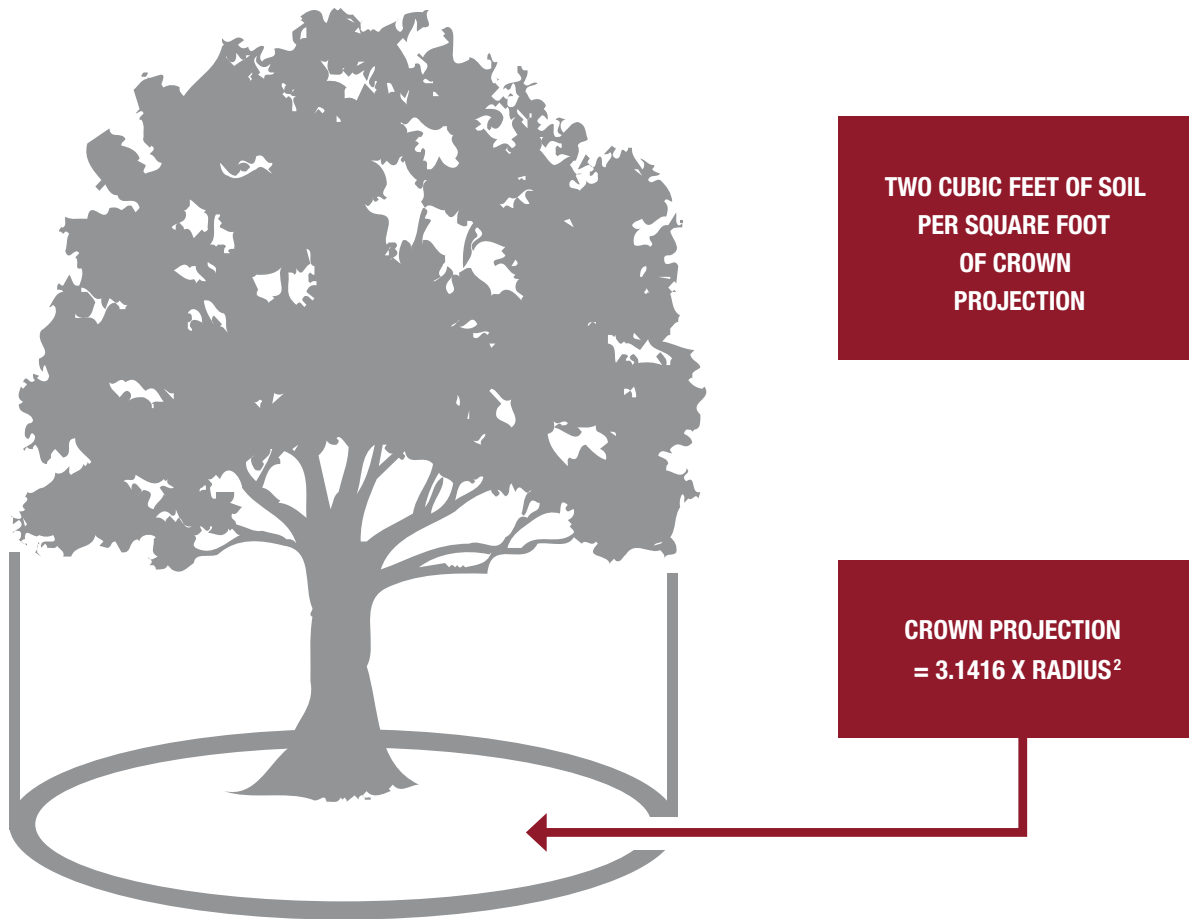 TWO CUBIC FEET OF SOIL
PER SQUARE FOOT
OF CROWN
PROJECTION
CROWN PROJECTION
= 3.1416 X RADIUS²